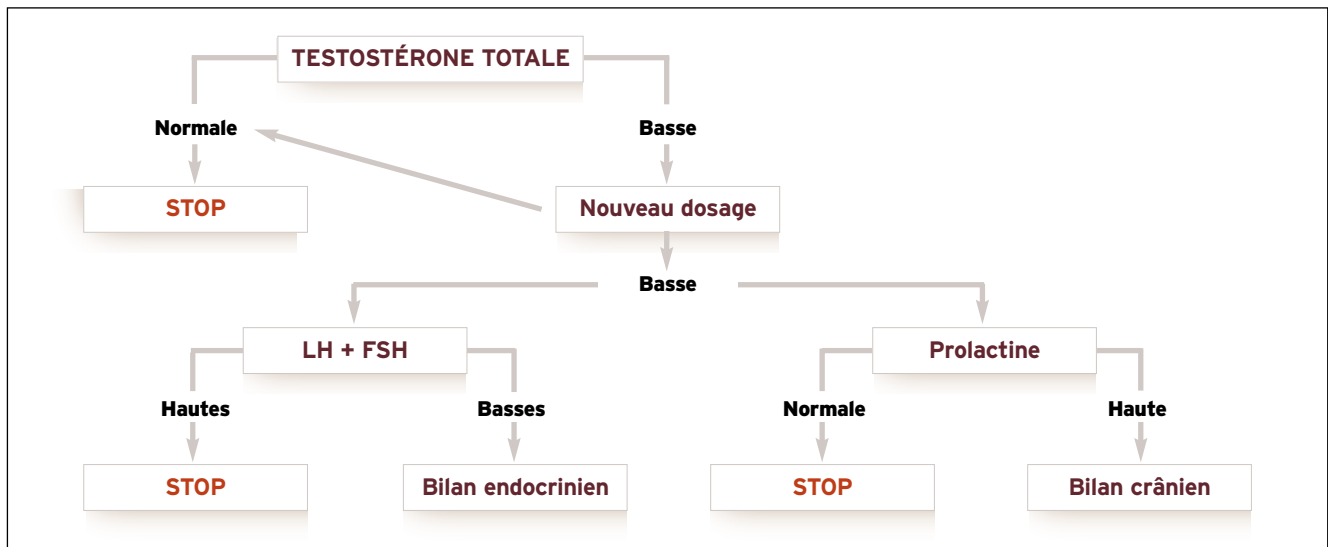 TESTOSTÉRONE TOTALE
Normale
Basse
STOP
Nouveau dosage
Basse
LH + FSH
Prolactine
Hautes
Basses
Normale
Haute
STOP
Bilan endocrinien
STOP
Bilan crânien